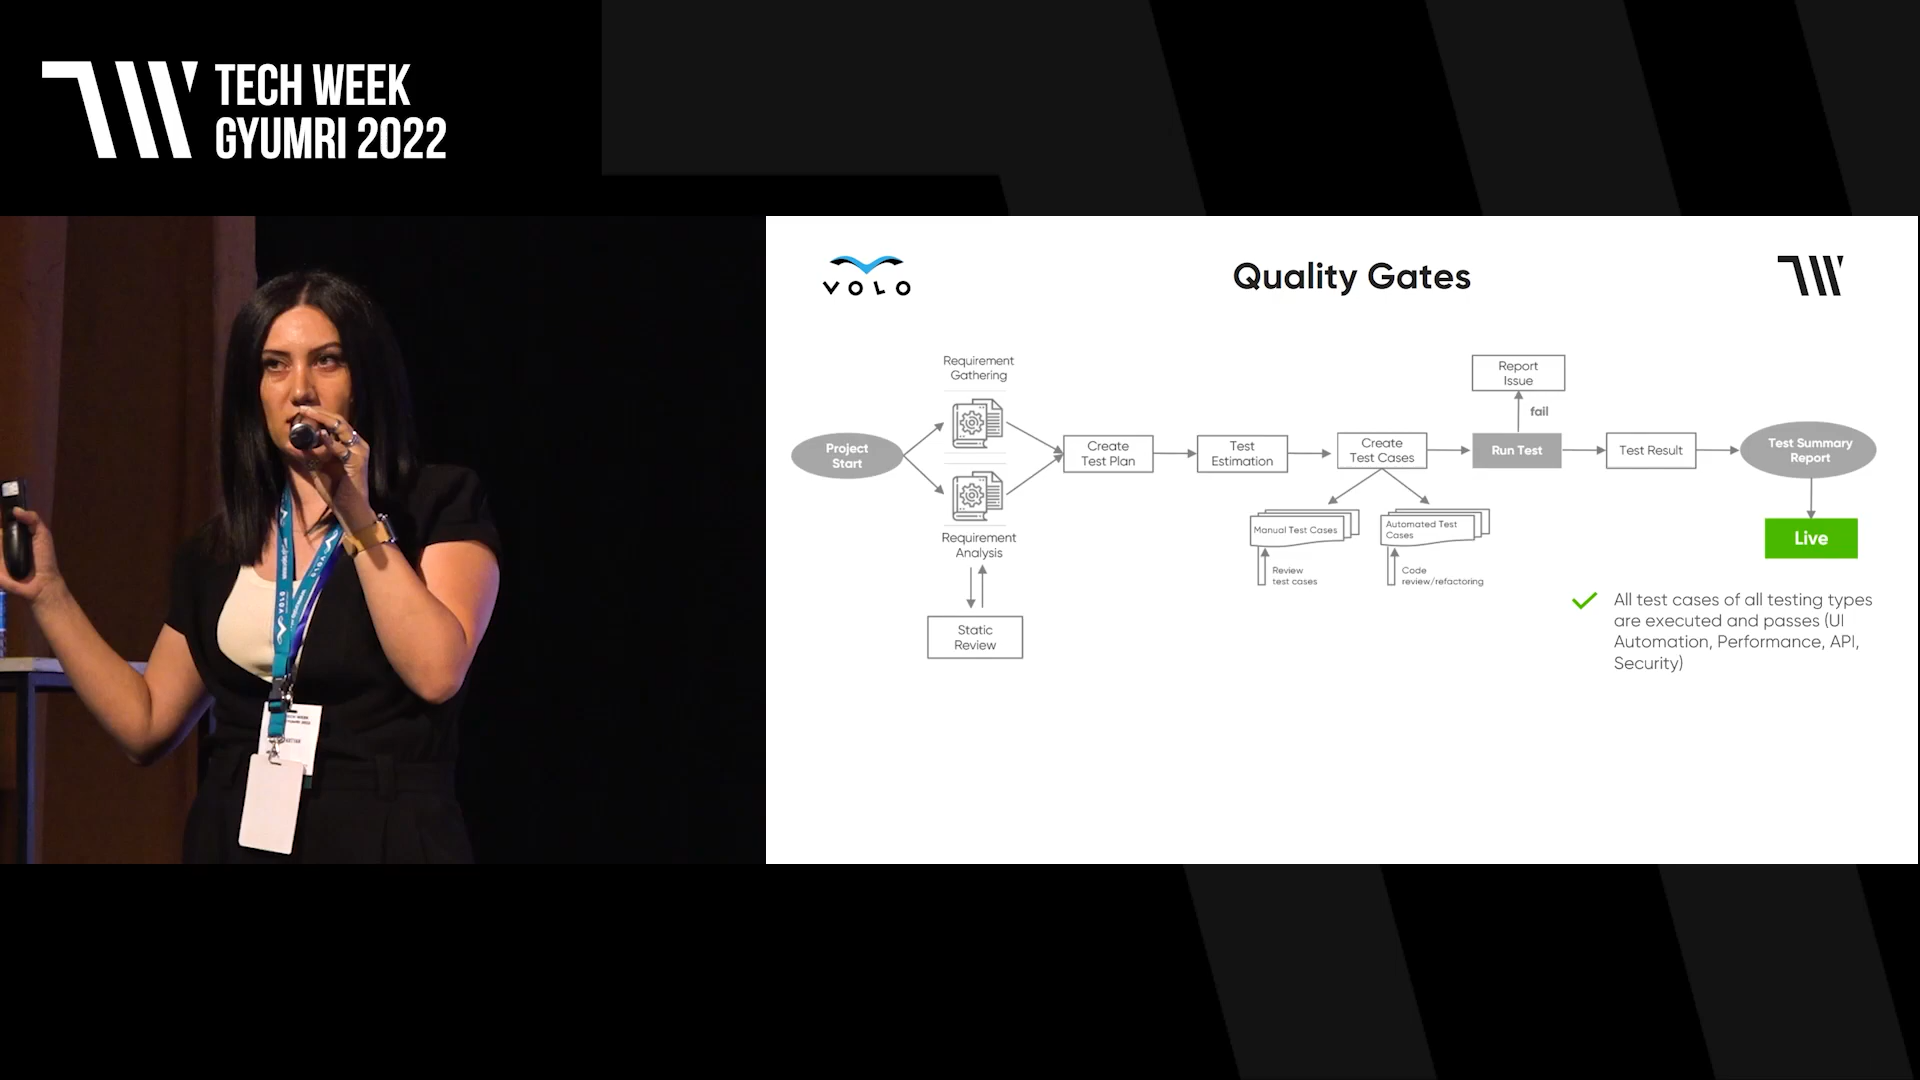 TECH WEEK
GYUMRI 2022
VOLO
Quality Gates
Requirement
Gathering
Report
Issue
fail
Project
Start
Create
Test Plan
Test
Estimation
Create
Test Cases
Run Test
Test Result
Test Summary
Report
Manual Test Cases
Automated Test
Cases
Live
Requirement
Analysis
Review
test cases
Code
review/refactoring
Static
Review
All test cases of all testing types
are executed and passes (UI
Automation, Performance, API,
Security)